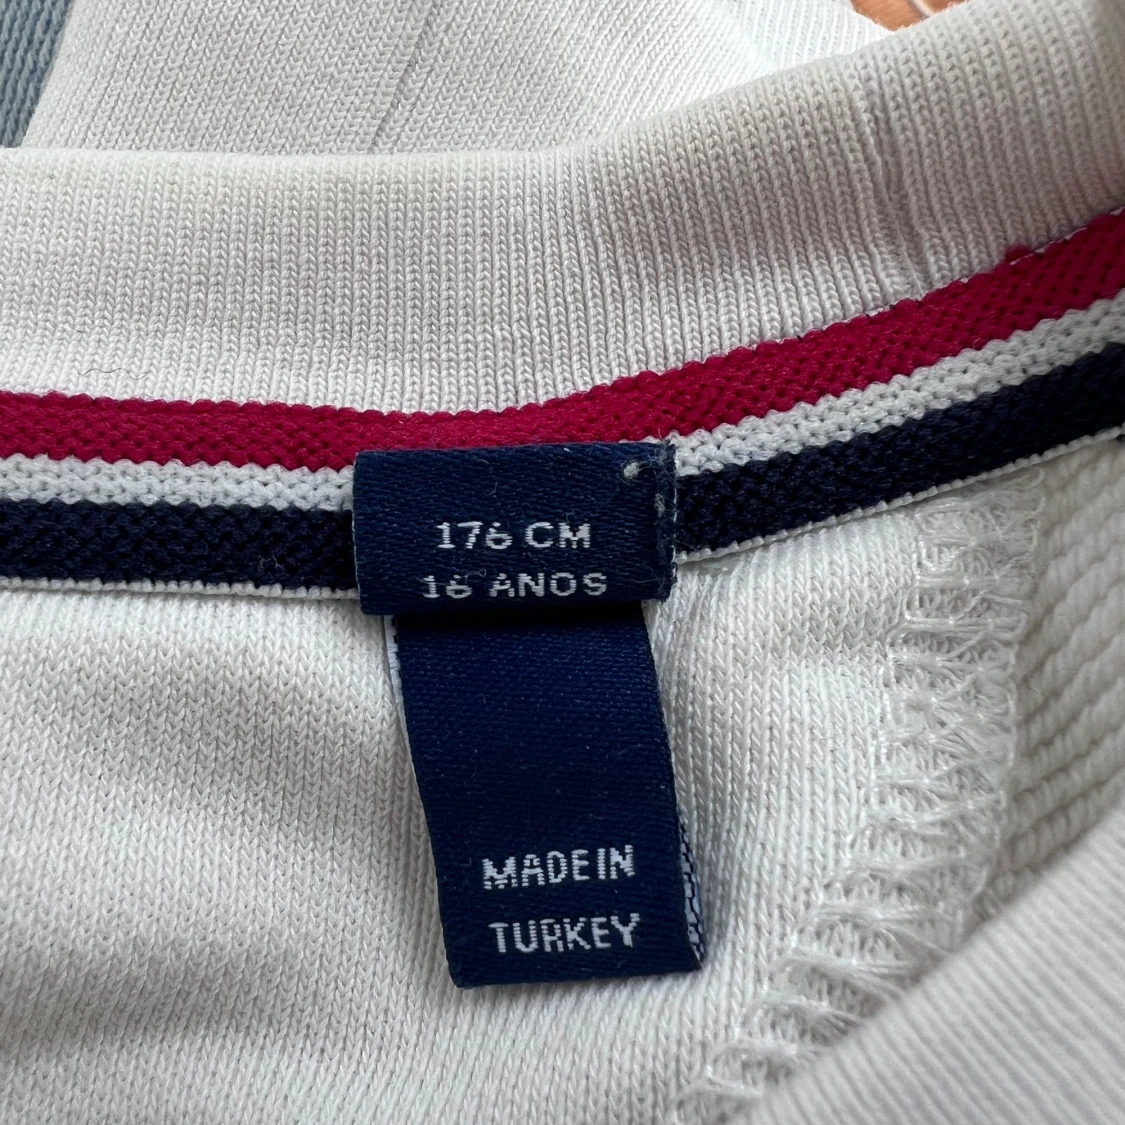 176 CM
16 ANOS
MADE IN
TURKEY